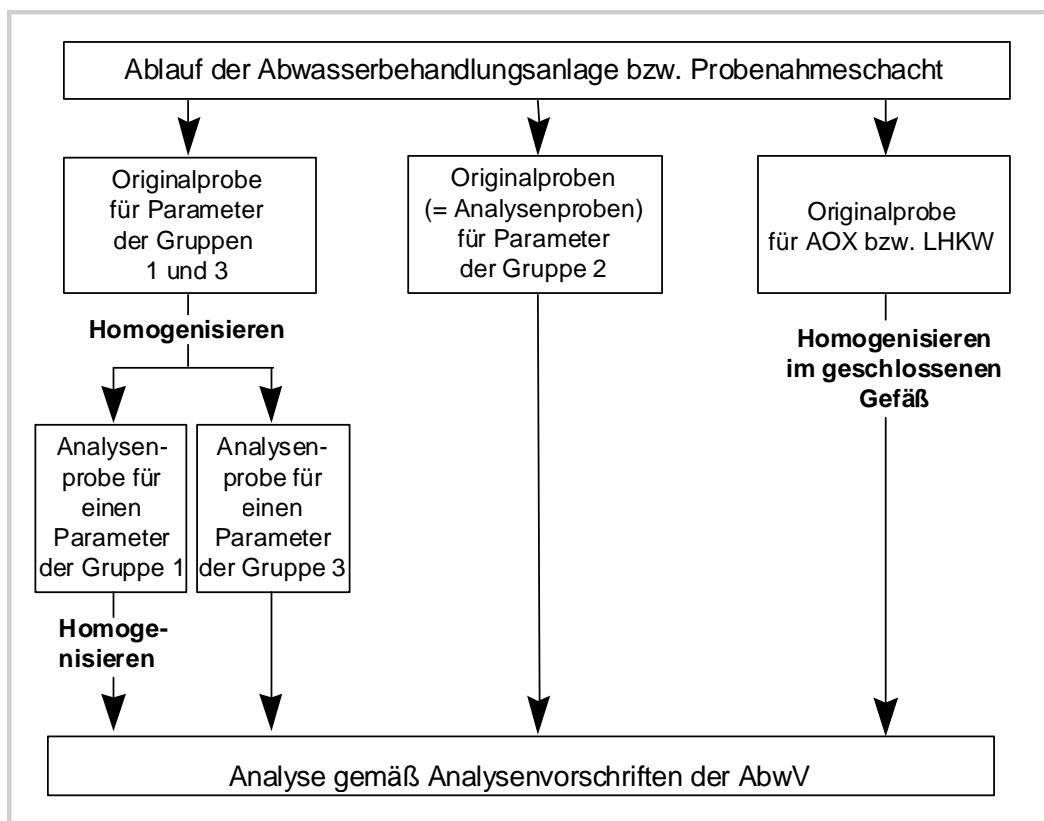 Ablauf der Abwasserbehandlungsanlage bzw. Probenahmeschacht
Originalprobe
für Parameter
der Gruppen
1 und 3
Originalproben
(= Analysenproben)
für Parameter
der Gruppe 2
Originalprobe
für AOX bzw. LHKW
Homogenisieren
Homogenisieren
im geschlossenen
Gefäß
Analysen-
probe für
einen
Parameter
der Gruppe 1
Analysen-
probe für
einen
Parameter
der Gruppe 3
Homoge-
nisieren
Analyse gemäß Analysenvorschriften der AbwV